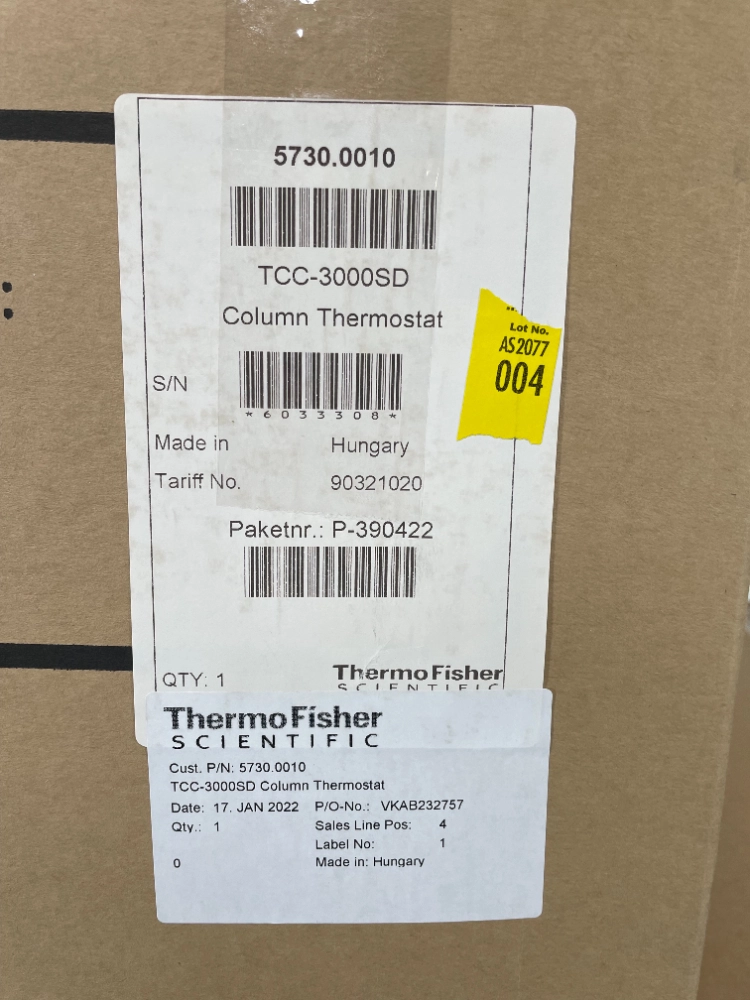 5730.0010
TCC-3000SD
Column Thermostat
Lot No.
AS2077
004
S/N
*6033308*
Made in Hungary
Tariff No. 90321020
Paketnr.: P-390422
QTY: 1
ThermoFisher
SCIENTIFIC
ThermoFisher
SCIENTIFIC
Cust. P/N: 5730.0010
TCC-3000SD Column Thermostat
Date: 17. JAN 2022 P/O-No.: VKAB232757
Qty.: 1 Sales Line Pos: 4
Label No: 1
0 Made in: Hungary